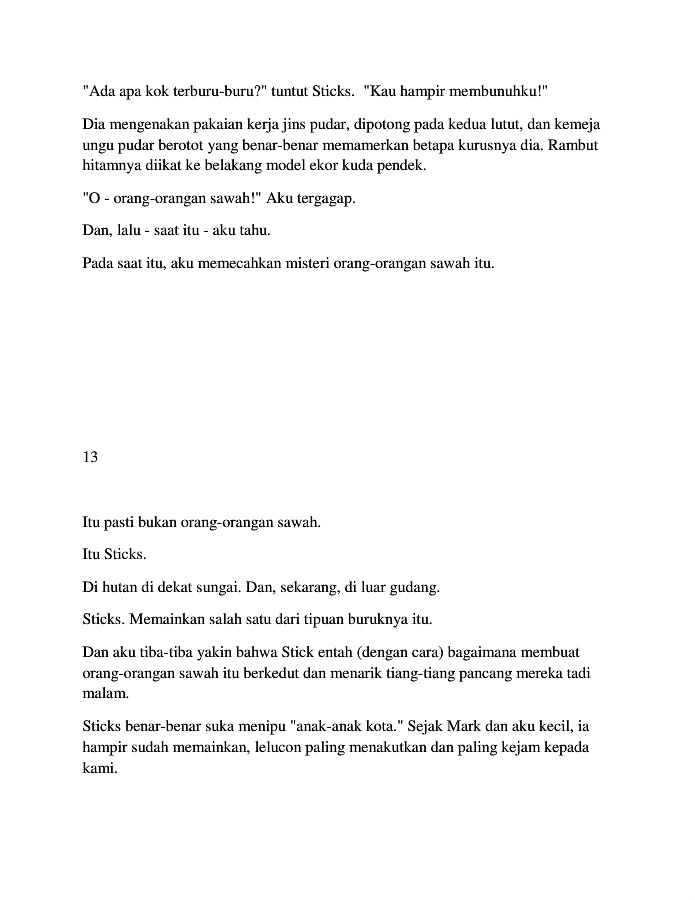 "Ada apa kok terburu-buru?" tuntut Sticks.  "Kau hampir membunuhku!"
Dia mengenakan pakaian kerja jins pudar, dipotong pada kedua lutut, dan kemeja
ungu pudar berotot yang benar-benar memamerkan betapa kurusnya dia. Rambut
hitamnya diikat ke belakang model ekor kuda pendek.
"O - orang-orangan sawah!" Aku tergagap.
Dan, lalu - saat itu - aku tahu.
Pada saat itu, aku memecahkan misteri orang-orangan sawah itu.
13
Itu pasti bukan orang-orangan sawah.
Itu Sticks.
Di hutan di dekat sungai. Dan, sekarang, di luar gudang.
Sticks. Memainkan salah satu dari tipuan buruknya itu.
Dan aku tiba-tiba yakin bahwa Stick entah (dengan cara) bagaimana membuat
orang-orangan sawah itu berkedut dan menarik tiang-tiang pancang mereka tadi
malam.
Sticks benar-benar suka menipu "anak-anak kota." Sejak Mark dan aku kecil, ia
hampir sudah memainkan, lelucon paling menakutkan dan paling kejam kepada
kami.